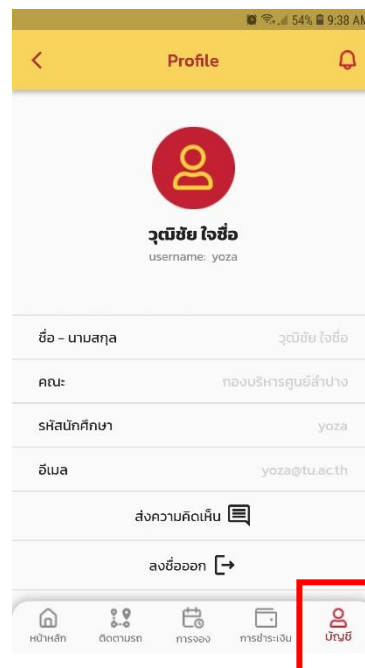 54% 9:38 AM
Profile
วุฒิชัย ใจซื่อ
username: yoza
ชื่อ - นามสกุล วุฒิชัย ใจซื่อ
คณะ กองบริหารศูนย์ลำปาง
รหัสนักศึกษา yoza
อีเมล yoza@tu.ac.th
ส่งความคิดเห็น
ลงชื่อออก
หน้าหลัก ติดตามรถ การจอง การชำระเงิน บัญชี